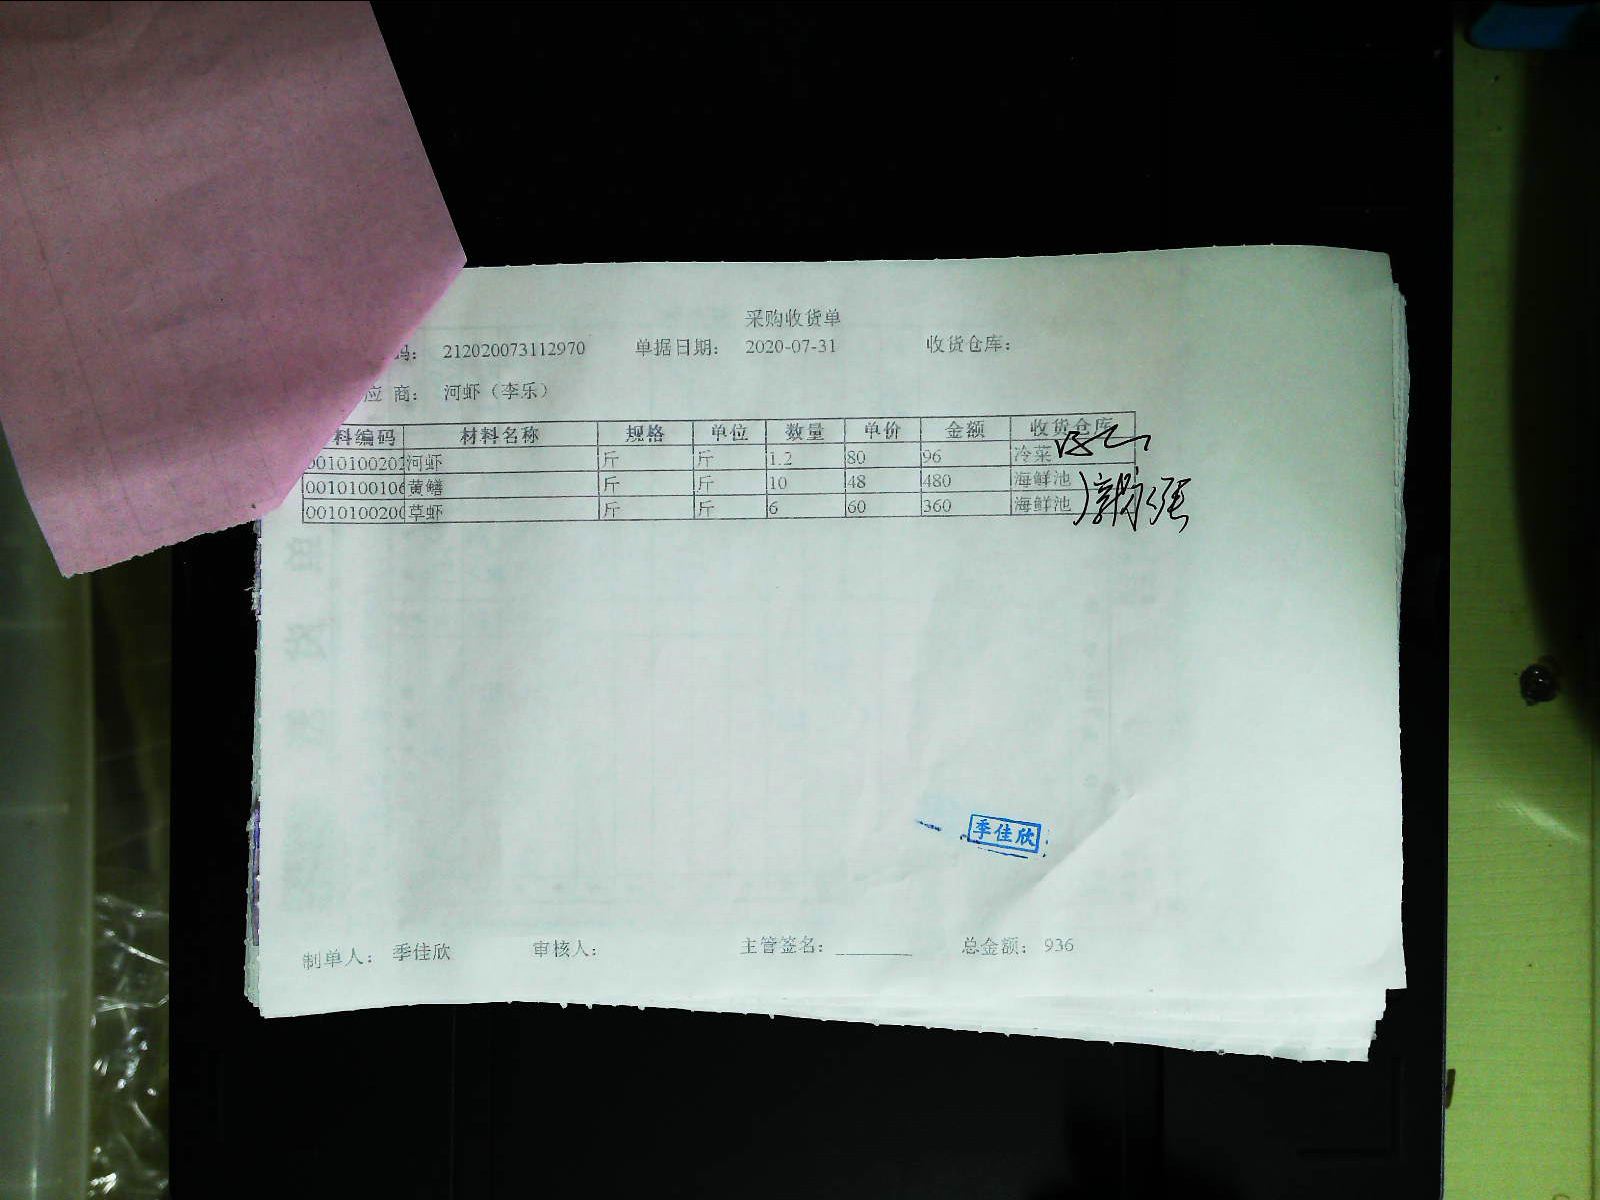 采购收货单
码： 212020073112970 单据日期： 2020-07-31 收货仓库：
应 商： 河虾（李乐）
料编码 材料名称 规格 单位 数量 单价 金额 收货仓库
河虾 斤 斤 1.2 80 96 冷菜
黄鳝 斤 斤 10 48 480 海鲜池
草虾 斤 斤 6 60 360 海鲜池
季佳欣
制单人： 季佳欣 审核人： 主管签名： 总金额： 936